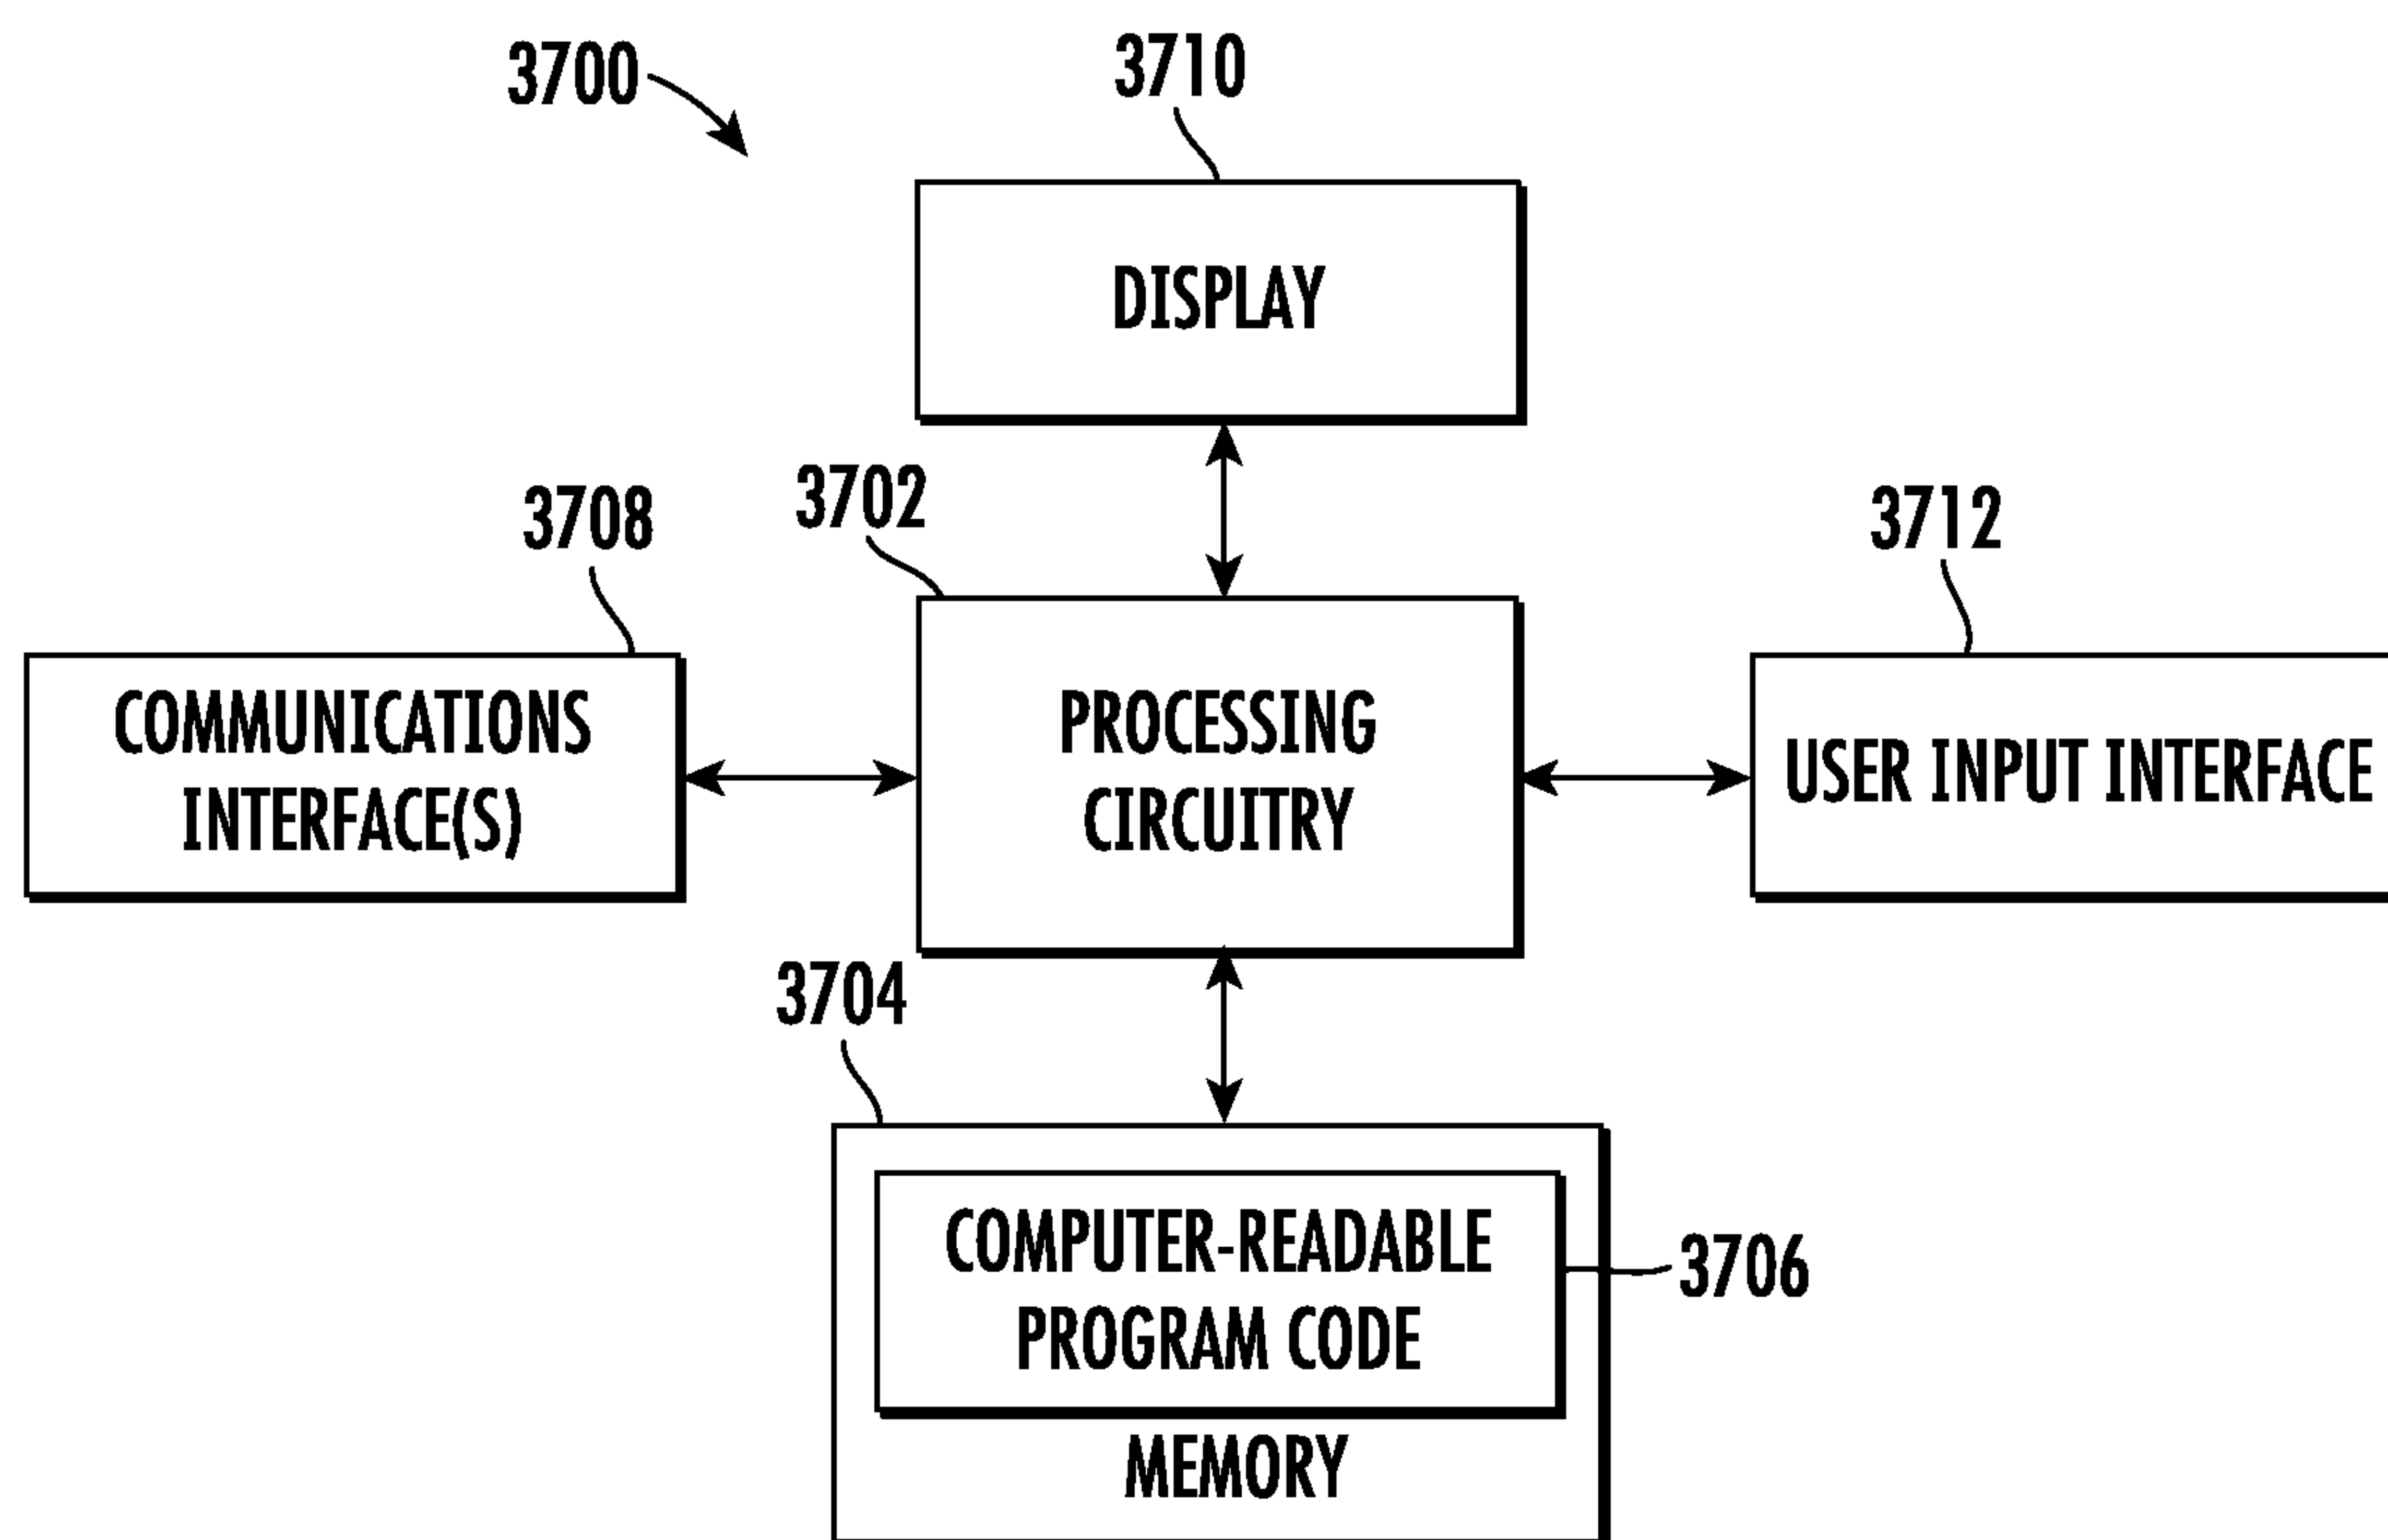 3700
3710
DISPLAY
3708
3702
3712
COMMUNICATIONS
INTERFACE(S)
PROCESSING
CIRCUITRY
USER INPUT INTERFACE
3704
COMPUTER-READABLE
PROGRAM CODE
3706
MEMORY